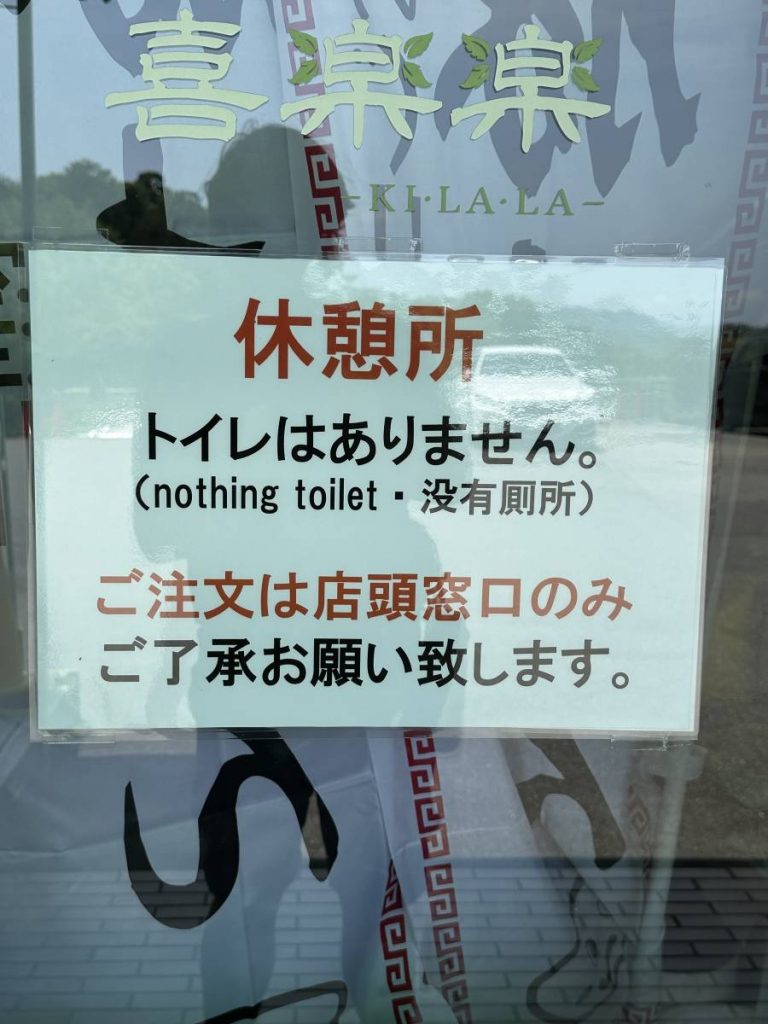 喜楽楽
-KI·LA·LA-
休憩所
トイレはありません。
(nothing toilet・没有厠所)
ご注文は店頭窓口のみ
ご了承お願い致します。